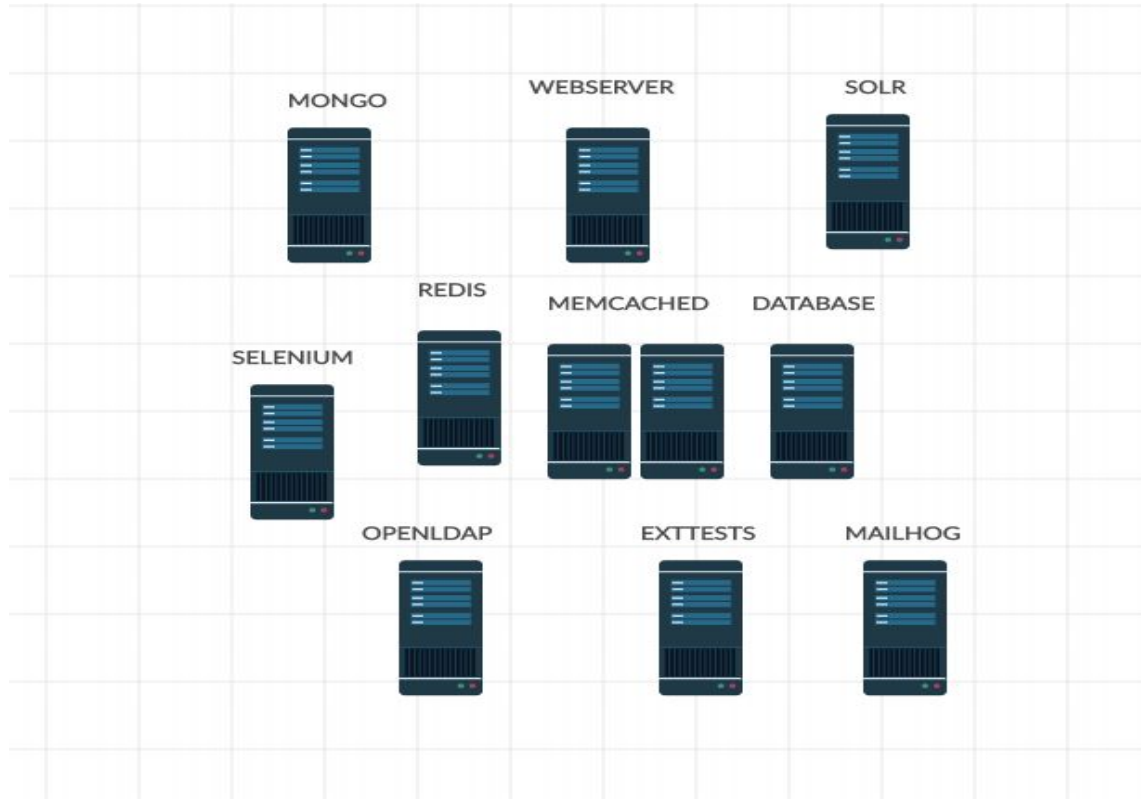 MONGO
WEBSERVER
SOLR
REDIS
MEMCACHED
DATABASE
SELENIUM
OPENLDAP
EXTTESTS
MAILHOG